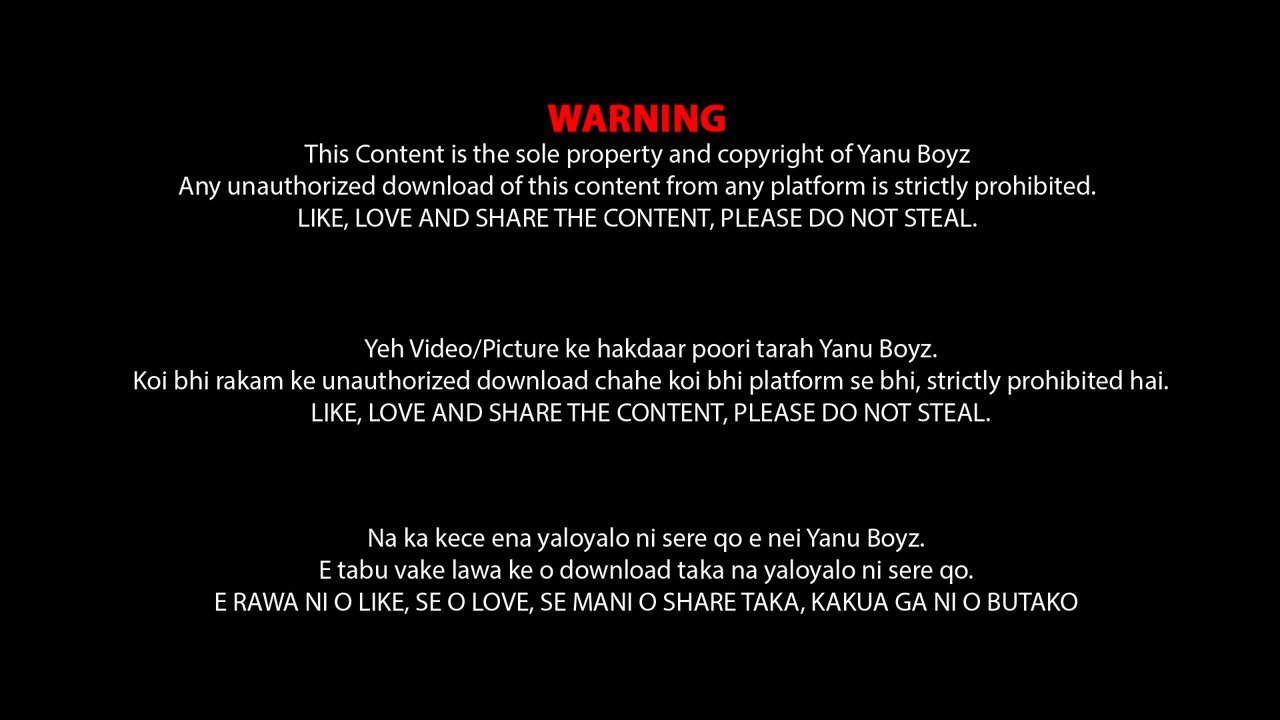 WARNING
This Content is the sole property and copyright of Yanu Boyz
Any unauthorized download of this content from any platform is strictly prohibited.
LIKE, LOVE AND SHARE THE CONTENT, PLEASE DO NOT STEAL.
Yeh Video/Picture ke hakdaar poori tarah Yanu Boyz.
Koi bhi rakam ke unauthorized download chahe koi bhi platform se bhi, strictly prohibited hai.
LIKE, LOVE AND SHARE THE CONTENT, PLEASE DO NOT STEAL.
Na ka kece ena yaloyalo ni sere qo e nei Yanu Boyz.
E tabu vake lawa ke o download taka na yaloyalo ni sere qo.
E RAWA NI O LIKE, SE O LOVE, SE MANI O SHARE TAKA, KAKUA GA NI O BUTAKO